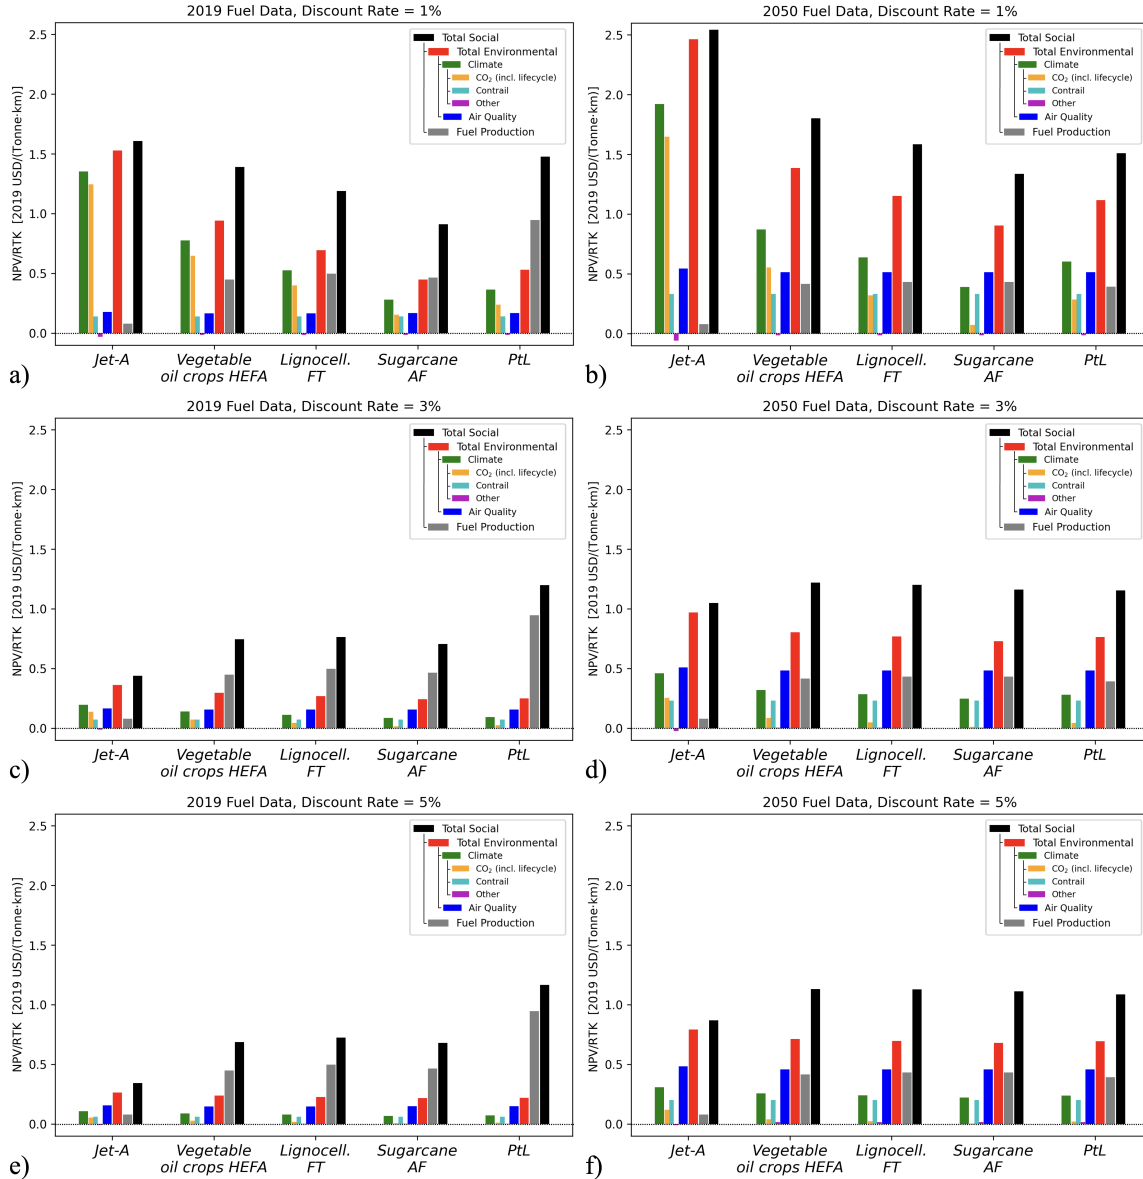 2019 Fuel Data, Discount Rate = 1%
NPV/RTK [2019 USD/(Tonne·km)]
2.5
2.0
1.5
1.0
0.5
0.0
Total Social
Total Environmental
Climate
CO₂ (incl. lifecycle)
Contrail
Other
Air Quality
Fuel Production
Jet-A
Vegetable
oil crops HEFA
Lignocell.
FT
Sugarcane
AF
PtL
a)
2050 Fuel Data, Discount Rate = 1%
NPV/RTK [2019 USD/(Tonne·km)]
2.5
2.0
1.5
1.0
0.5
0.0
Total Social
Total Environmental
Climate
CO₂ (incl. lifecycle)
Contrail
Other
Air Quality
Fuel Production
Jet-A
Vegetable
oil crops HEFA
Lignocell.
FT
Sugarcane
AF
PtL
b)
2019 Fuel Data, Discount Rate = 3%
NPV/RTK [2019 USD/(Tonne·km)]
2.5
2.0
1.5
1.0
0.5
0.0
Total Social
Total Environmental
Climate
CO₂ (incl. lifecycle)
Contrail
Other
Air Quality
Fuel Production
Jet-A
Vegetable
oil crops HEFA
Lignocell.
FT
Sugarcane
AF
PtL
c)
2050 Fuel Data, Discount Rate = 3%
NPV/RTK [2019 USD/(Tonne·km)]
2.5
2.0
1.5
1.0
0.5
0.0
Total Social
Total Environmental
Climate
CO₂ (incl. lifecycle)
Contrail
Other
Air Quality
Fuel Production
Jet-A
Vegetable
oil crops HEFA
Lignocell.
FT
Sugarcane
AF
PtL
d)
2019 Fuel Data, Discount Rate = 5%
NPV/RTK [2019 USD/(Tonne·km)]
2.5
2.0
1.5
1.0
0.5
0.0
Total Social
Total Environmental
Climate
CO₂ (incl. lifecycle)
Contrail
Other
Air Quality
Fuel Production
Jet-A
Vegetable
oil crops HEFA
Lignocell.
FT
Sugarcane
AF
PtL
e)
2050 Fuel Data, Discount Rate = 5%
NPV/RTK [2019 USD/(Tonne·km)]
2.5
2.0
1.5
1.0
0.5
0.0
Total Social
Total Environmental
Climate
CO₂ (incl. lifecycle)
Contrail
Other
Air Quality
Fuel Production
Jet-A
Vegetable
oil crops HEFA
Lignocell.
FT
Sugarcane
AF
PtL
f)